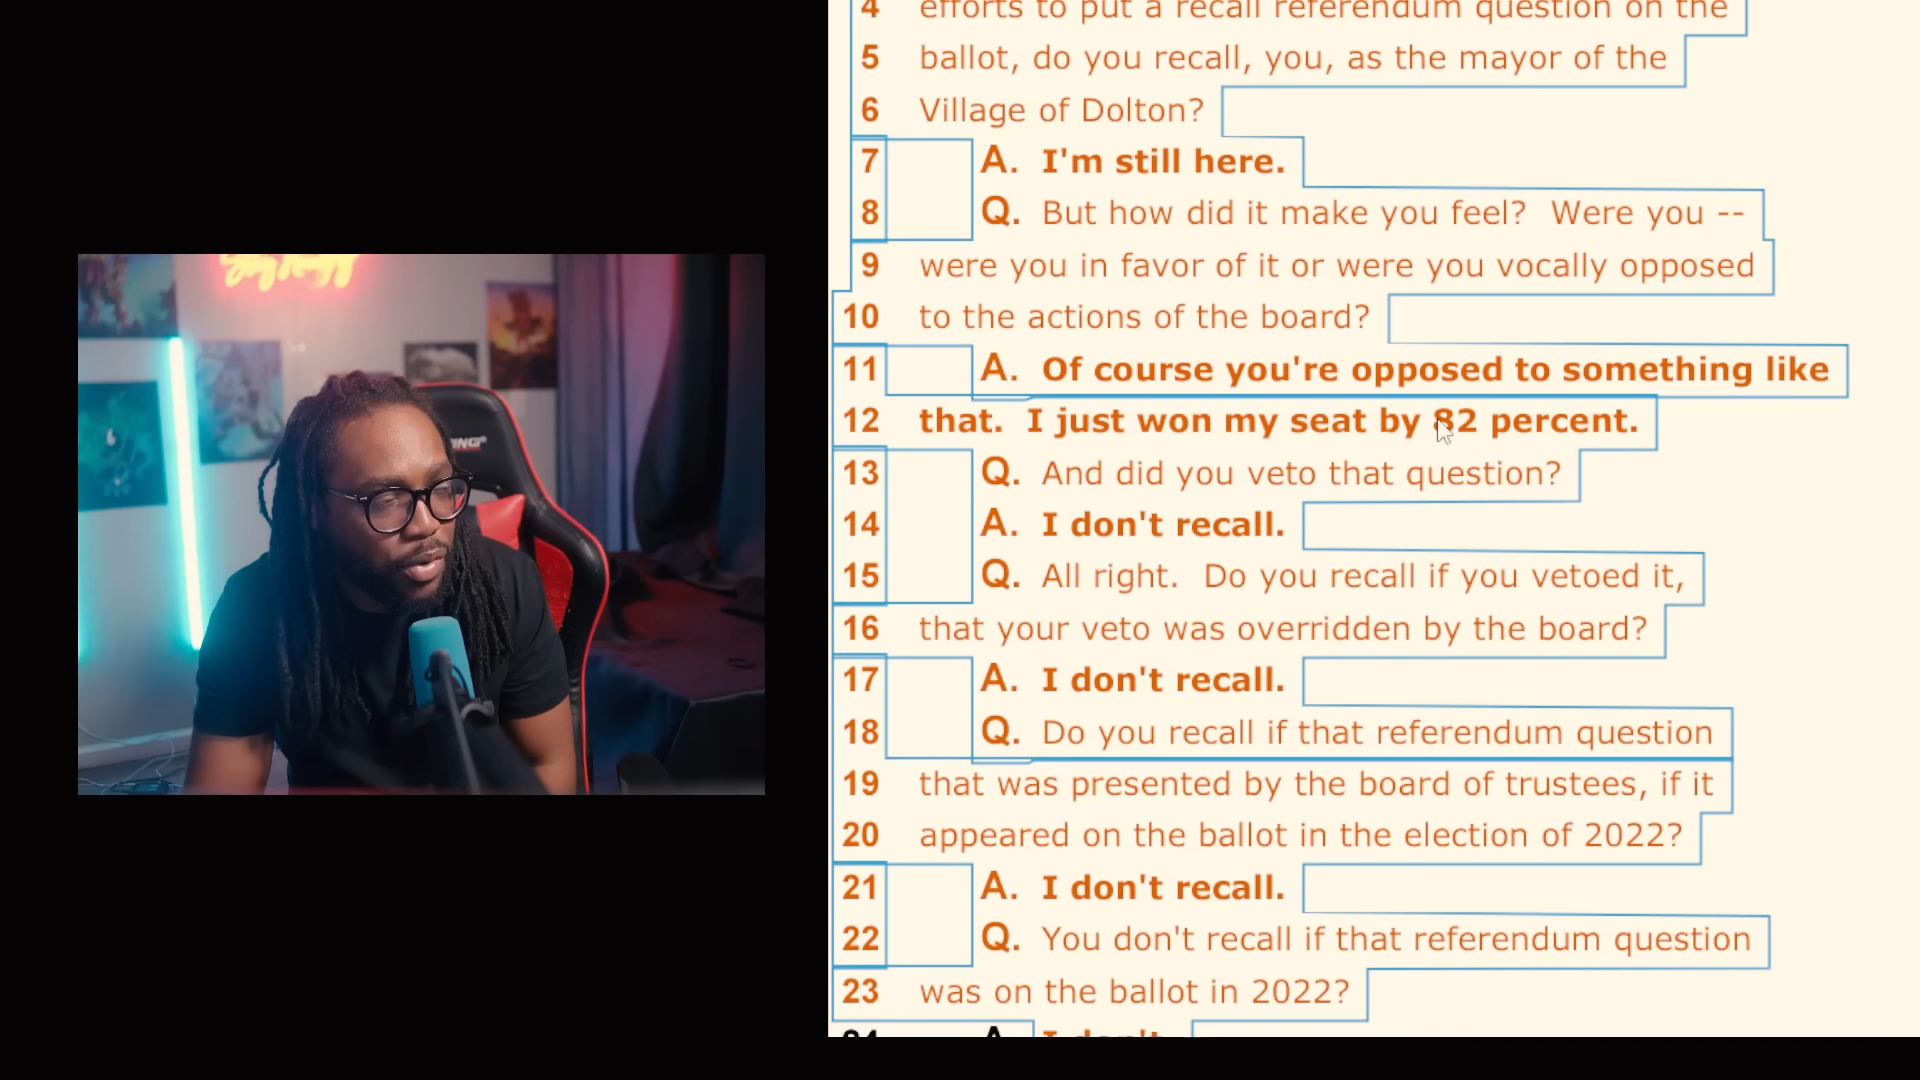 4 efforts to put a recall referendum question on the
5 ballot, do you recall, you, as the mayor of the
6 Village of Dolton?
7 A. I'm still here.
8 Q. But how did it make you feel? Were you --
9 were you in favor of it or were you vocally opposed
10 to the actions of the board?
11 A. Of course you're opposed to something like
12 that. I just won my seat by 82 percent.
13 Q. And did you veto that question?
14 A. I don't recall.
15 Q. All right. Do you recall if you vetoed it,
16 that your veto was overridden by the board?
17 A. I don't recall.
18 Q. Do you recall if that referendum question
19 that was presented by the board of trustees, if it
20 appeared on the ballot in the election of 2022?
21 A. I don't recall.
22 Q. You don't recall if that referendum question
23 was on the ballot in 2022?
A. I don't